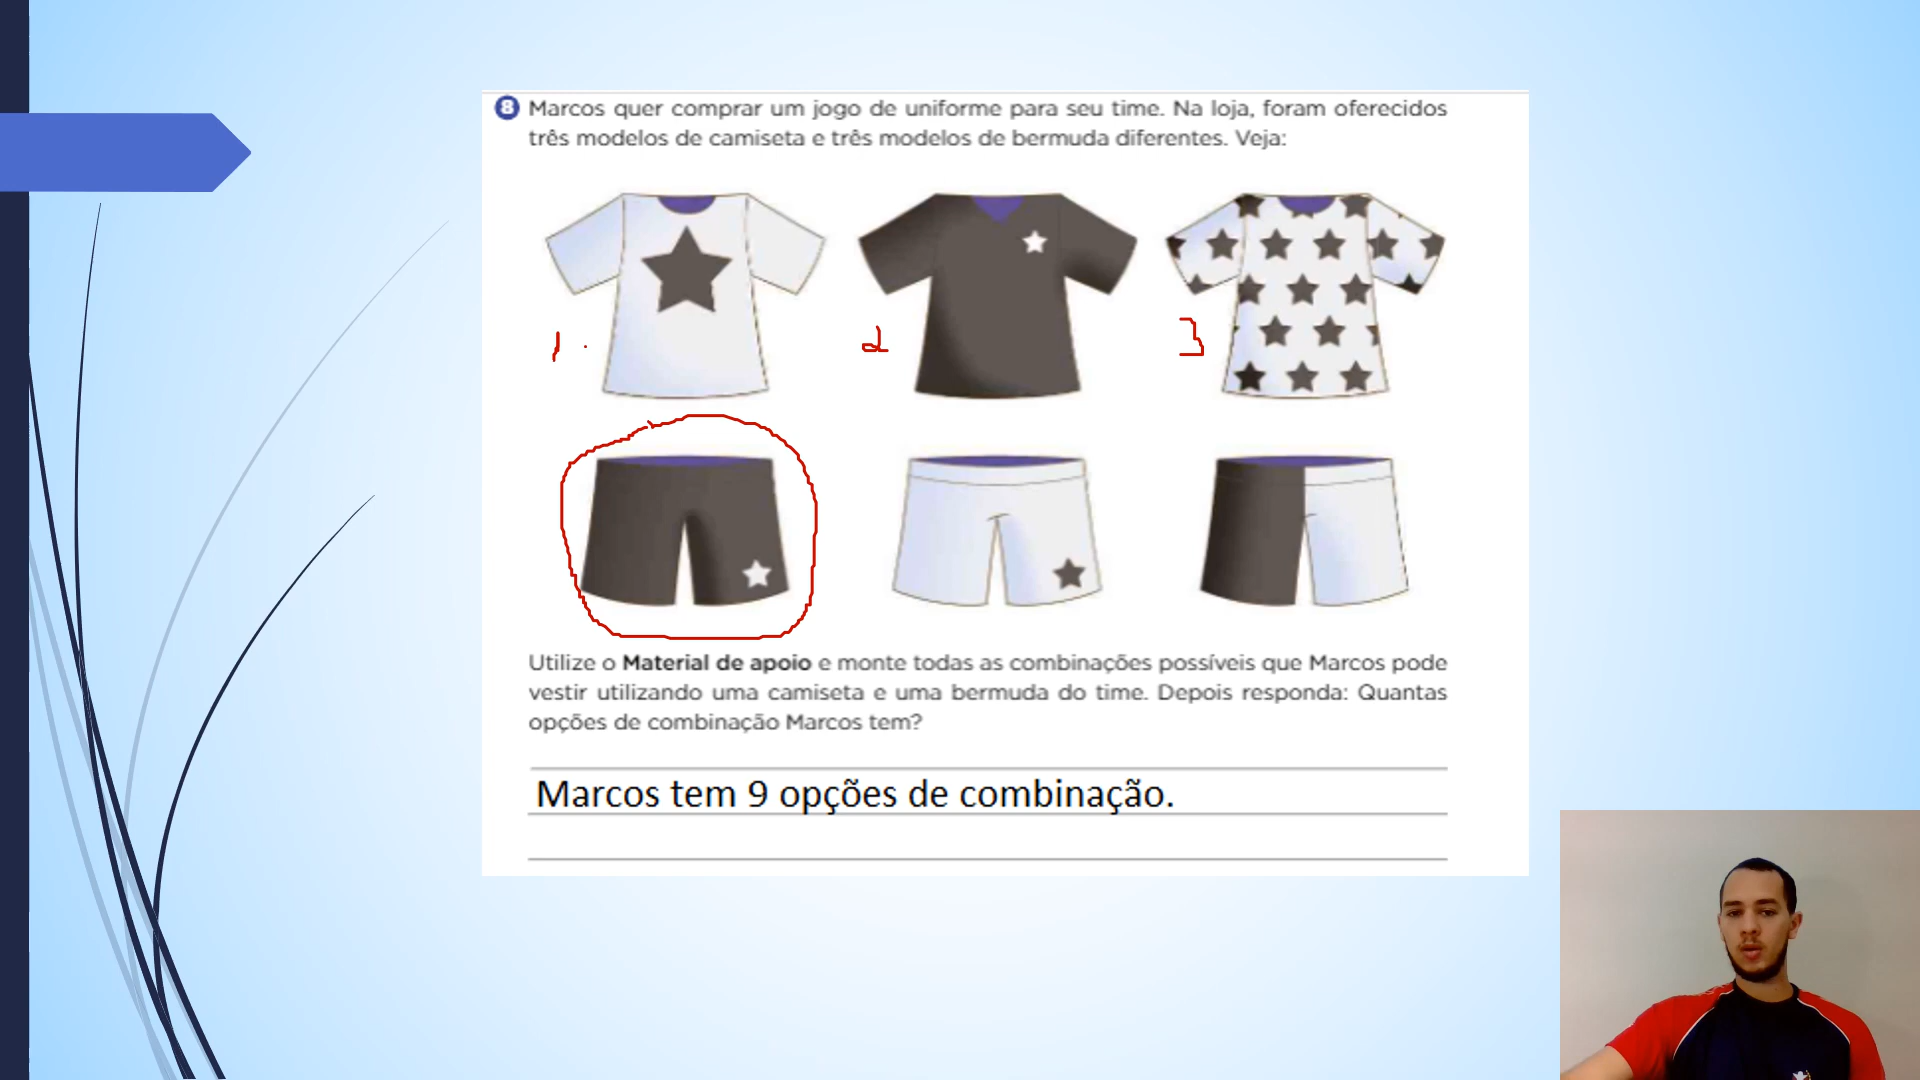 8 Marcos quer comprar um jogo de uniforme para seu time. Na loja, foram oferecidos
três modelos de camiseta e três modelos de bermuda diferentes. Veja:
1 2 3
Utilize o Material de apoio e monte todas as combinações possíveis que Marcos pode
vestir utilizando uma camiseta e uma bermuda do time. Depois responda: Quantas
opções de combinação Marcos tem?
Marcos tem 9 opções de combinação.